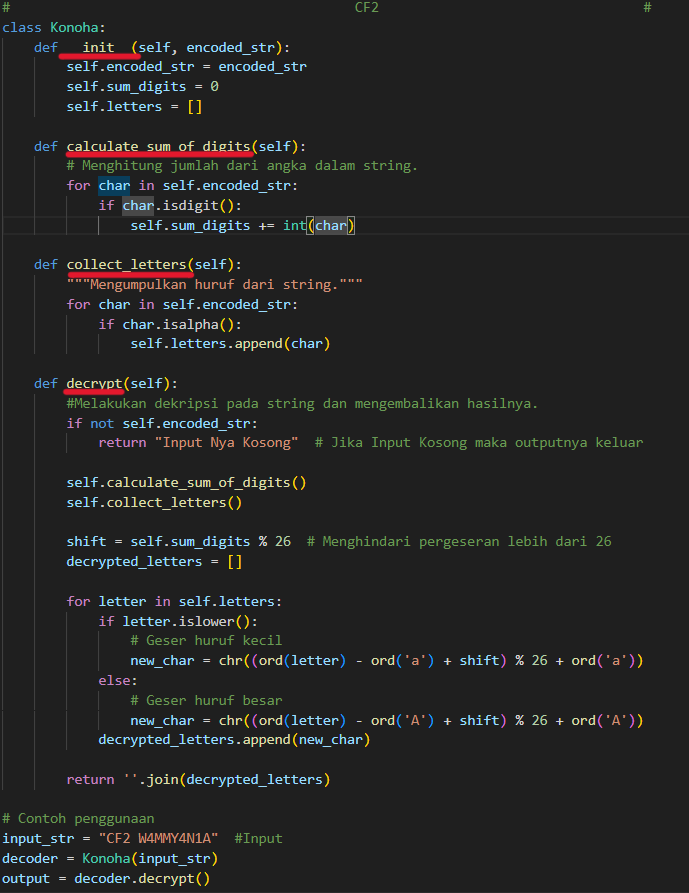 # CF2 #
class Konoha:
    def __init__(self, encoded_str):
        self.encoded_str = encoded_str
        self.sum_digits = 0
        self.letters = []

    def calculate_sum_of_digits(self):
        # Menghitung jumlah dari angka dalam string.
        for char in self.encoded_str:
            if char.isdigit():
                self.sum_digits += int(char)

    def collect_letters(self):
        """Mengumpulkan huruf dari string."""
        for char in self.encoded_str:
            if char.isalpha():
                self.letters.append(char)

    def decrypt(self):
        #Melakukan dekripsi pada string dan mengembalikan hasilnya.
        if not self.encoded_str:
            return "Input Nya Kosong"  # Jika Input Kosong maka outputnya keluar

        self.calculate_sum_of_digits()
        self.collect_letters()

        shift = self.sum_digits % 26  # Menghindari pergeseran lebih dari 26
        decrypted_letters = []

        for letter in self.letters:
            if letter.islower():
                # Geser huruf kecil
                new_char = chr((ord(letter) - ord('a') + shift) % 26 + ord('a'))
            else:
                # Geser huruf besar
                new_char = chr((ord(letter) - ord('A') + shift) % 26 + ord('A'))
            decrypted_letters.append(new_char)

        return ''.join(decrypted_letters)

# Contoh penggunaan
input_str = "CF2 W4MMY4N1A"  #Input
decoder = Konoha(input_str)
output = decoder.decrypt()